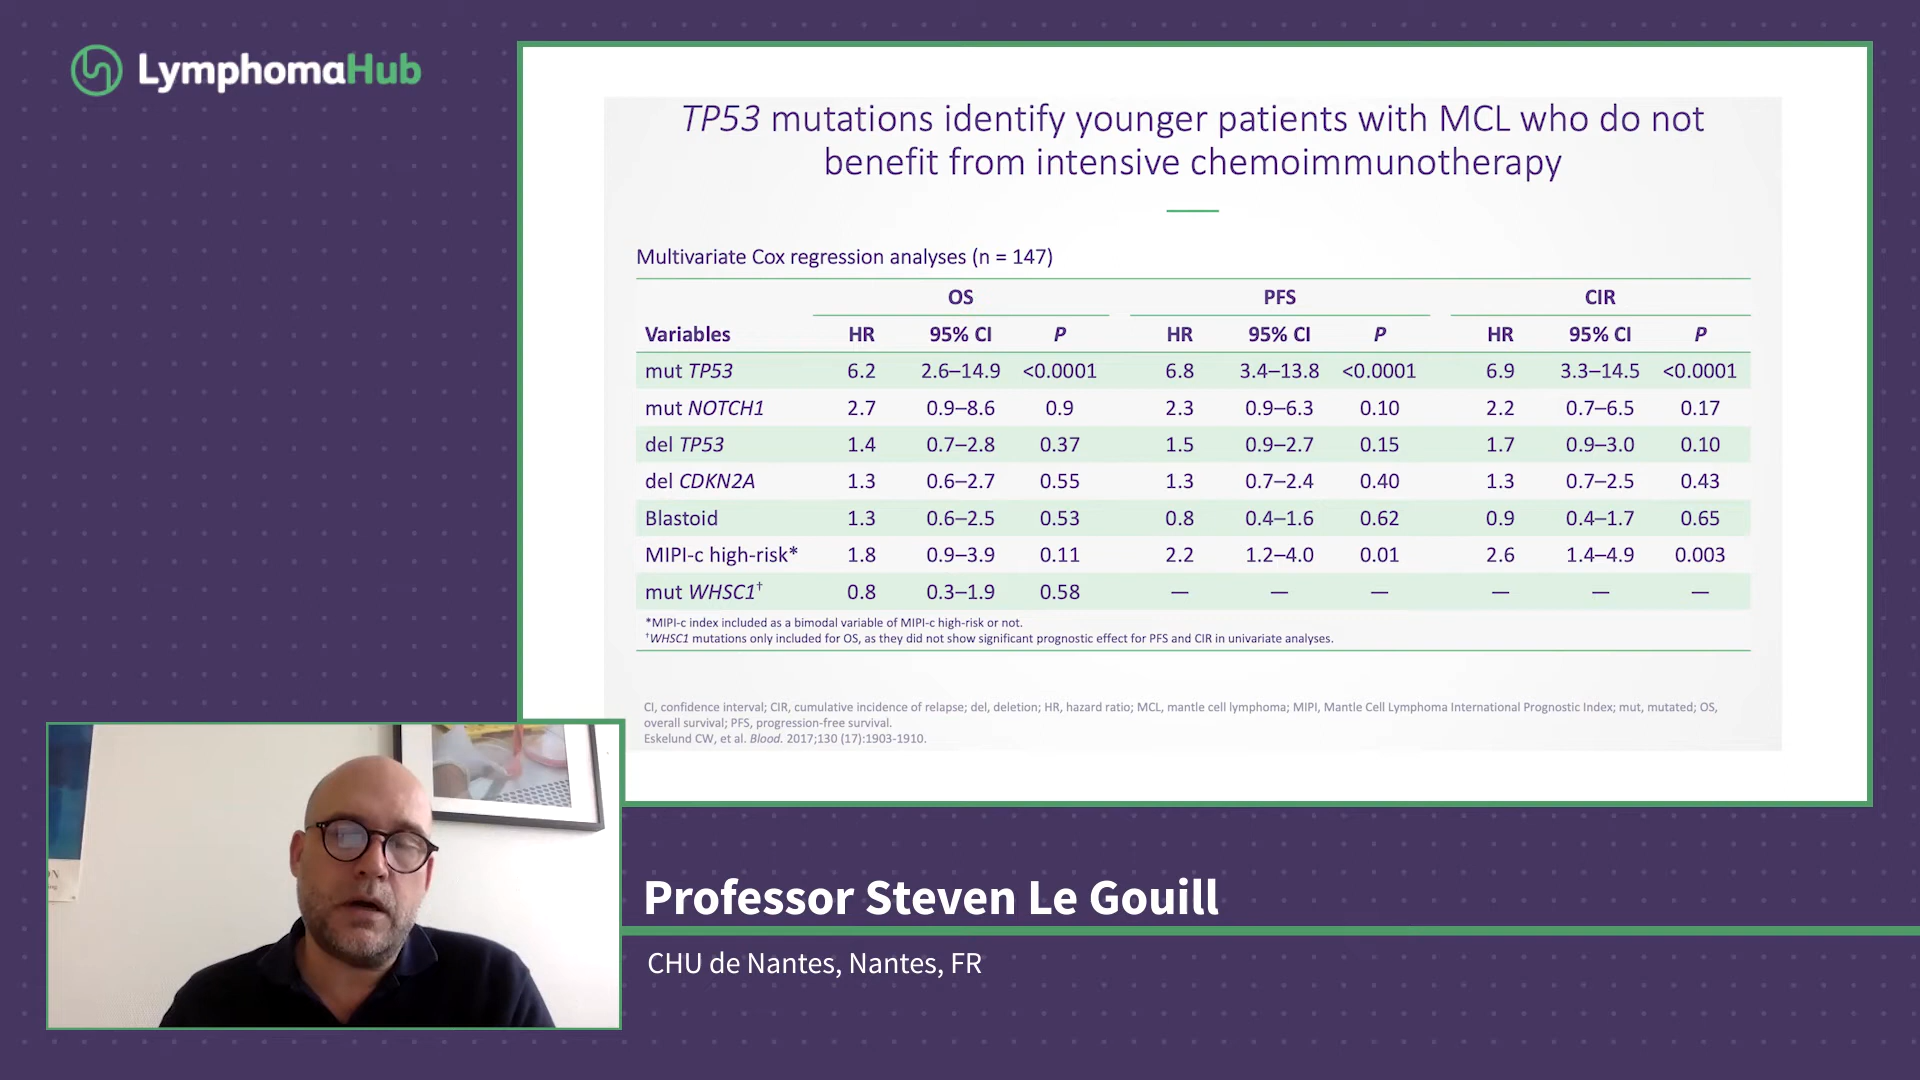 LymphomaHub
TP53 mutations identify younger patients with MCL who do not
benefit from intensive chemoimmunotherapy
Multivariate Cox regression analyses (n = 147)
OS PFS CIR
Variables HR 95% CI P HR 95% CI P HR 95% CI P
mut TP53 6.2 2.6–14.9 <0.0001 6.8 3.4–13.8 <0.0001 6.9 3.3–14.5 <0.0001
mut NOTCH1 2.7 0.9–8.6 0.9 2.3 0.9–6.3 0.10 2.2 0.7–6.5 0.17
del TP53 1.4 0.7–2.8 0.37 1.5 0.9–2.7 0.15 1.7 0.9–3.0 0.10
del CDKN2A 1.3 0.6–2.7 0.55 1.3 0.7–2.4 0.40 1.3 0.7–2.5 0.43
Blastoid 1.3 0.6–2.5 0.53 0.8 0.4–1.6 0.62 0.9 0.4–1.7 0.65
MIPI-c high-risk* 1.8 0.9–3.9 0.11 2.2 1.2–4.0 0.01 2.6 1.4–4.9 0.003
mut WHSC1† 0.8 0.3–1.9 0.58 — — — — — —
*MIPI-c index included as a bimodal variable of MIPI-c high-risk or not.
†WHSC1 mutations only included for OS, as they did not show significant prognostic effect for PFS and CIR in univariate analyses.
CI, confidence interval; CIR, cumulative incidence of relapse; del, deletion; HR, hazard ratio; MCL, mantle cell lymphoma; MIPI, Mantle Cell Lymphoma International Prognostic Index; mut, mutated; OS,
overall survival; PFS, progression-free survival.
Eskelund CW, et al. Blood. 2017;130 (17):1903-1910.
Professor Steven Le Gouill
CHU de Nantes, Nantes, FR